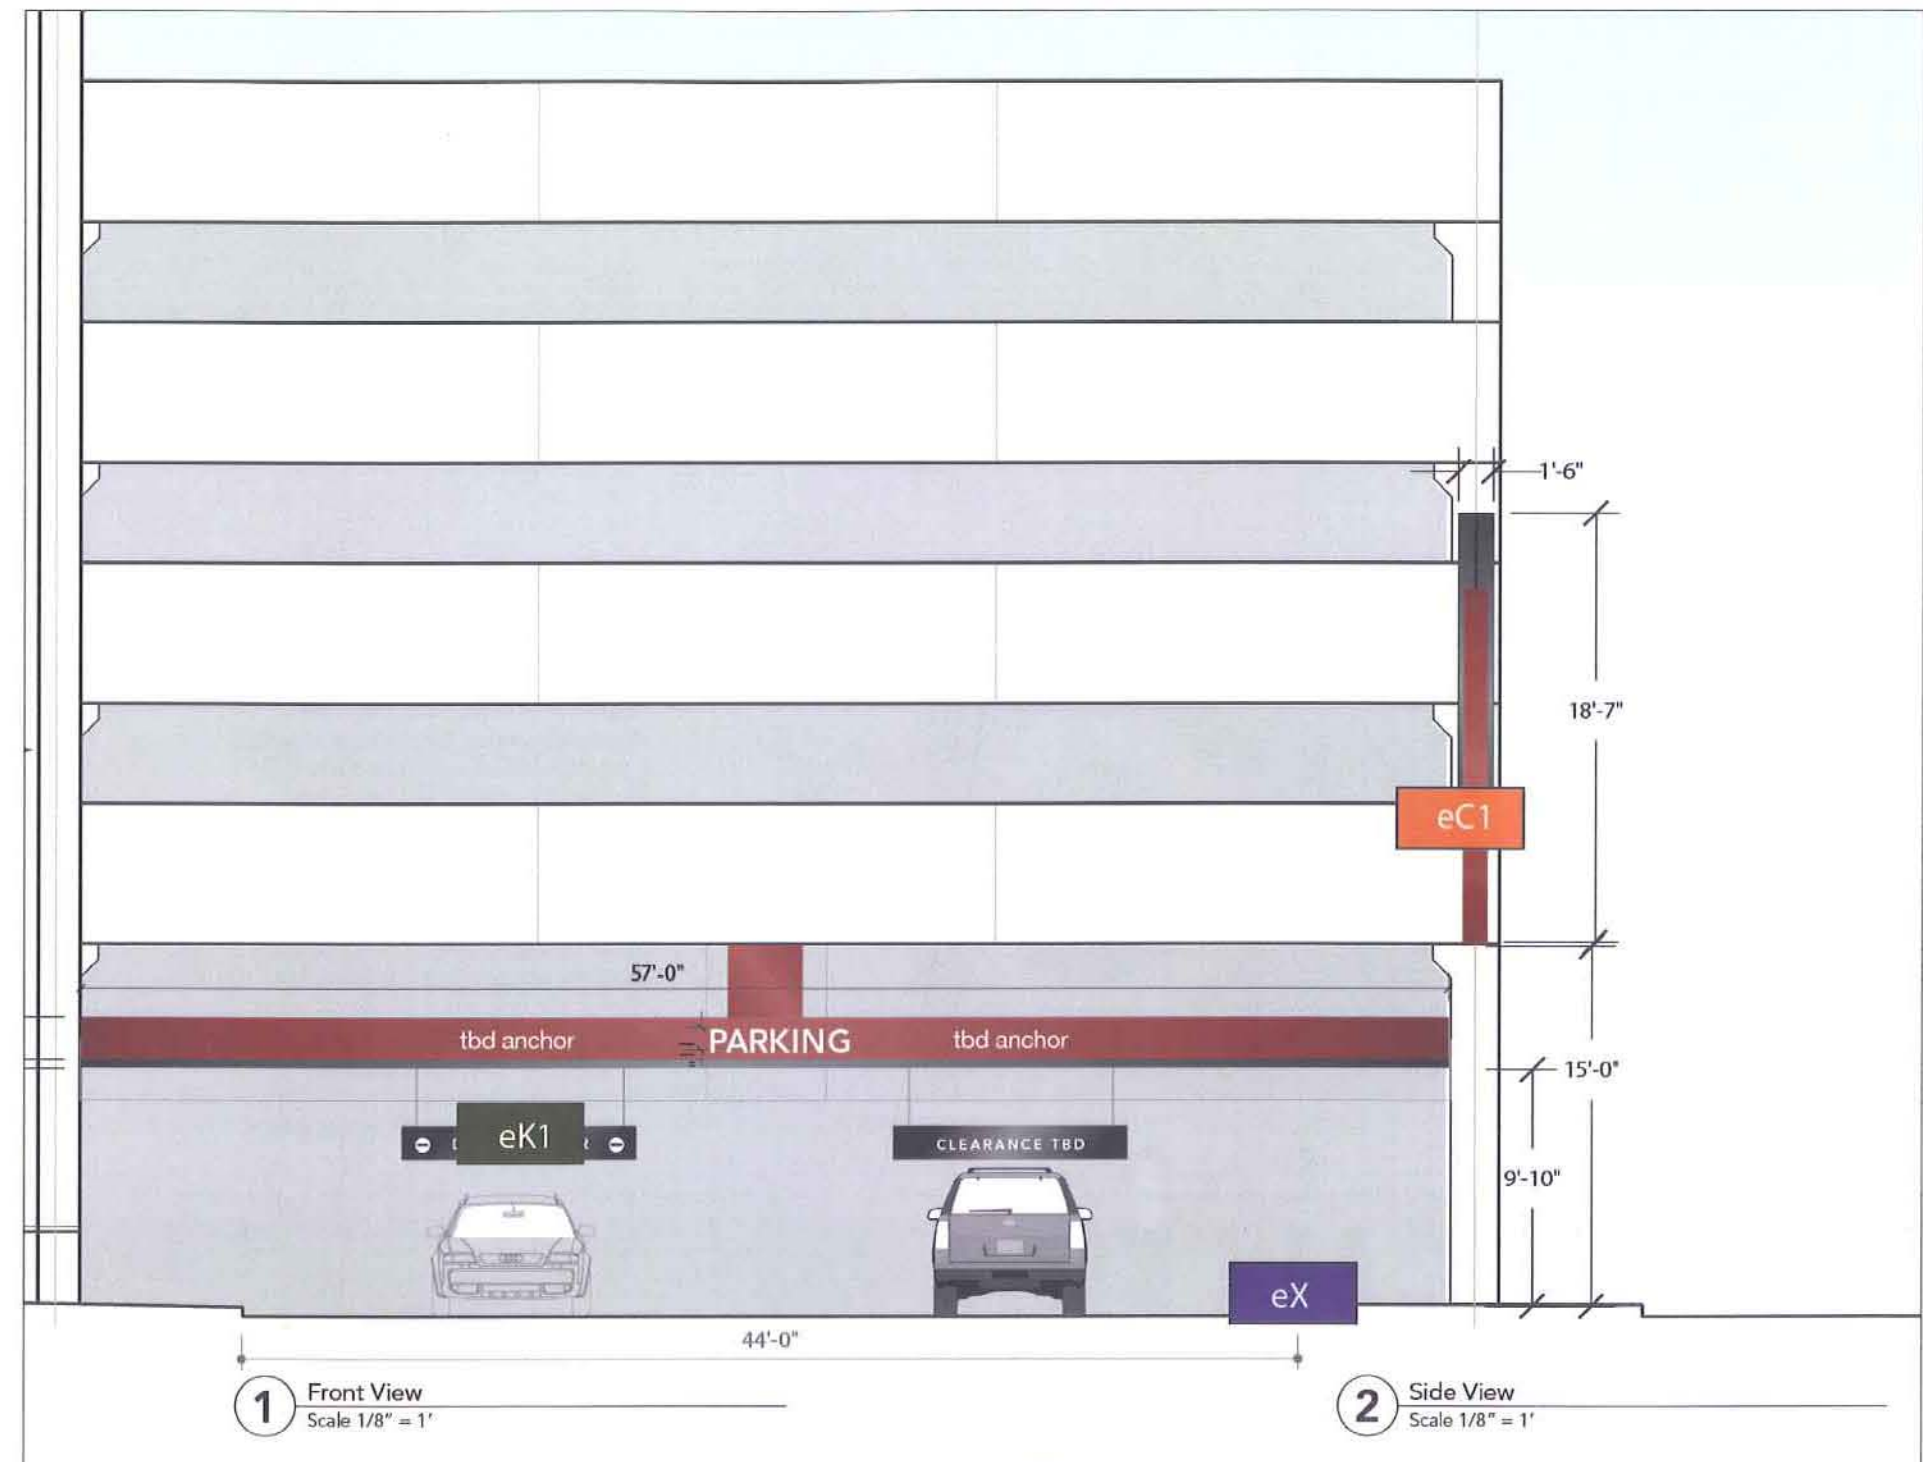 1'-6"
18'-7"
eC1
57'-0"
tbd anchor PARKING tbd anchor
15'-0"
eK1
CLEARANCE TBD
9'-10"
eX
44'-0"
1 Front View
Scale 1/8" = 1'
2 Side View
Scale 1/8" = 1'